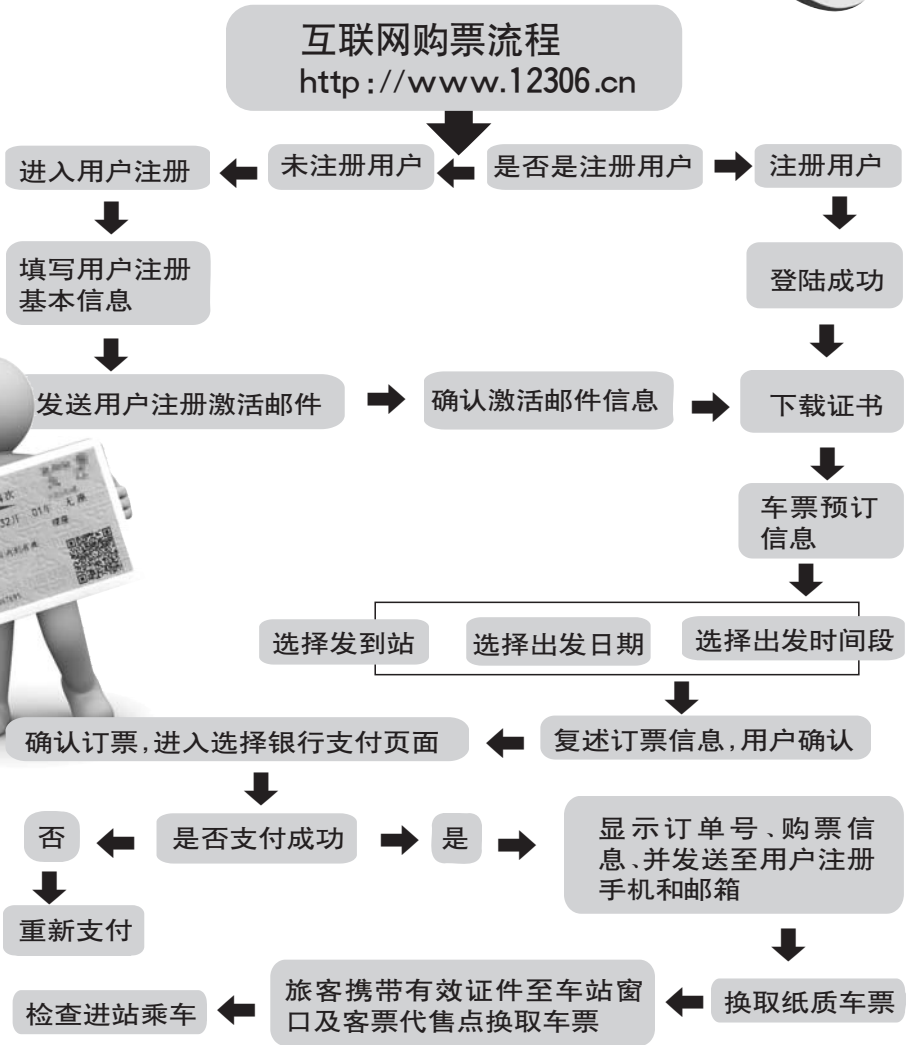 互联网购票流程
http://www.12306.cn
进入用户注册
未注册用户
是否是注册用户
注册用户
填写用户注册
基本信息
登陆成功
发送用户注册激活邮件
确认激活邮件信息
下载证书
车票预订
信息
选择发到站
选择出发日期
选择出发时间段
确认订票,进入选择银行支付页面
复述订票信息,用户确认
否
是否支付成功
是
显示订单号、购票信
息、并发送至用户注册
手机和邮箱
重新支付
检查进站乘车
旅客携带有效证件至车站窗
口及客票代售点换取车票
换取纸质车票